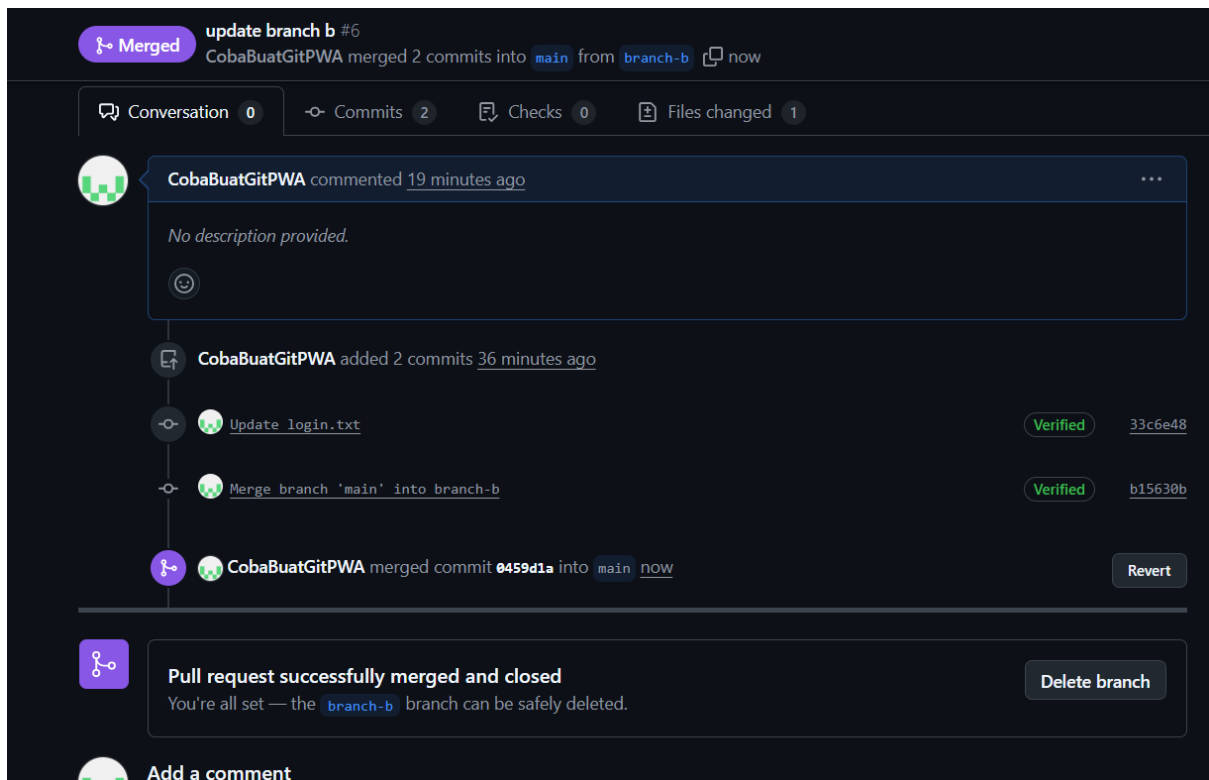 Merged
update branch b #6
CobaBuatGitPWA merged 2 commits into main from branch-b now
Conversation 0 Commits 2 Checks 0 Files changed 1
CobaBuatGitPWA commented 19 minutes ago
No description provided.
CobaBuatGitPWA added 2 commits 36 minutes ago
Update login.txt Verified 33c6e48
Merge branch 'main' into branch-b Verified b15630b
CobaBuatGitPWA merged commit 0459d1a into main now Revert
Pull request successfully merged and closed
You're all set — the branch-b branch can be safely deleted.
Delete branch
Add a comment